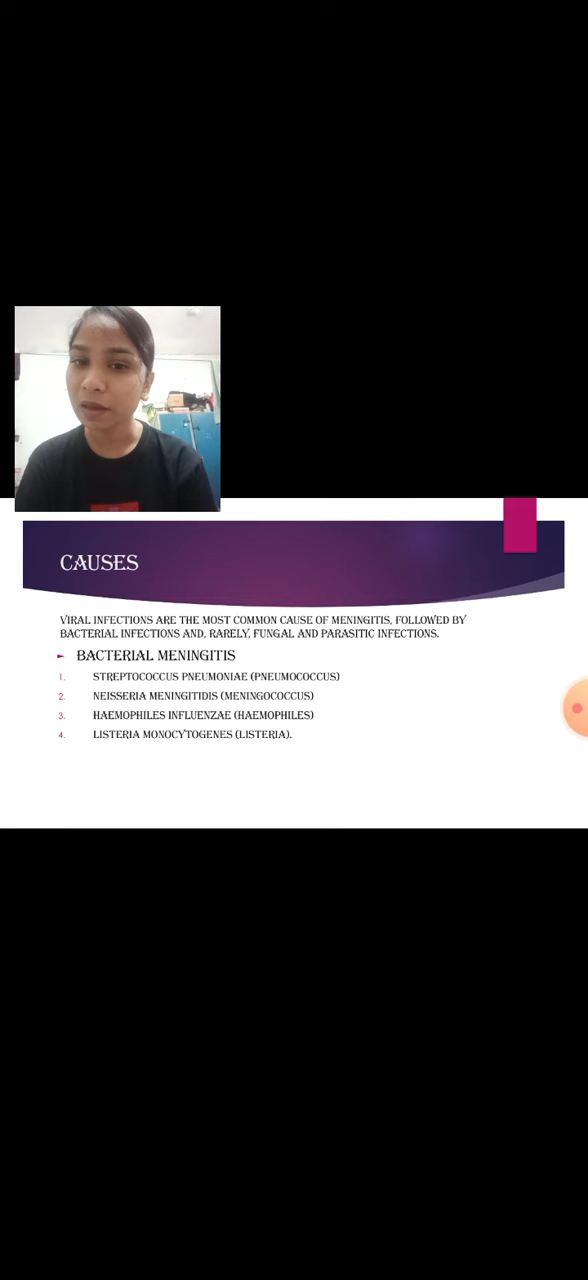 CAUSES
VIRAL INFECTIONS ARE THE MOST COMMON CAUSE OF MENINGITIS, FOLLOWED BY
BACTERIAL INFECTIONS AND, RARELY, FUNGAL AND PARASITIC INFECTIONS.
► BACTERIAL MENINGITIS
1. STREPTOCOCCUS PNEUMONIAE (PNEUMOCOCCUS)
2. NEISSERIA MENINGITIDIS (MENINGOCOCCUS)
3. HAEMOPHILES INFLUENZAE (HAEMOPHILES)
4. LISTERIA MONOCYTOGENES (LISTERIA).